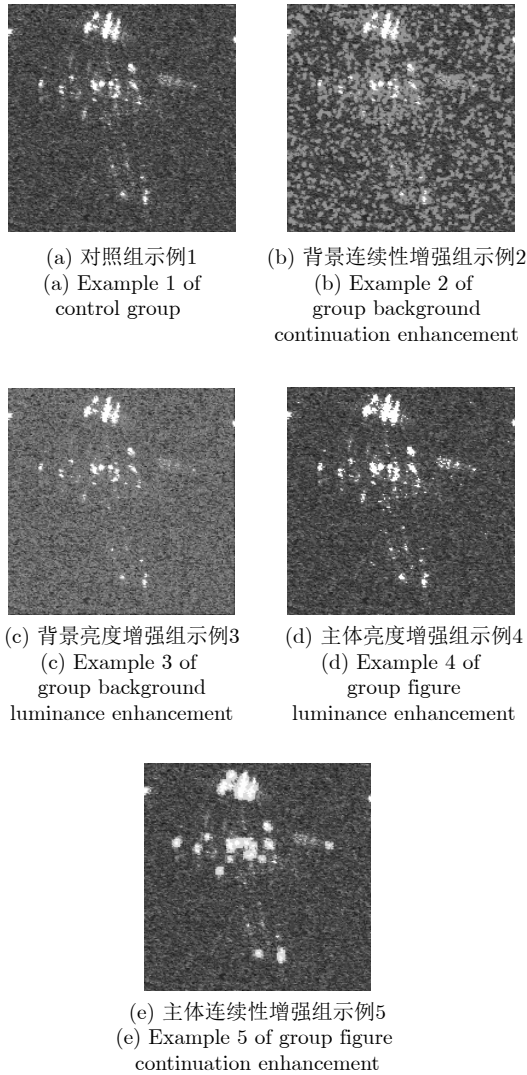 (a) 对照组示例1
(a) Example 1 of
control group
(b) 背景连续性增强组示例2
(b) Example 2 of
group background
continuation enhancement
(c) 背景亮度增强组示例3
(c) Example 3 of
group background
luminance enhancement
(d) 主体亮度增强组示例4
(d) Example 4 of
group figure
luminance enhancement
(e) 主体连续性增强组示例5
(e) Example 5 of group figure
continuation enhancement